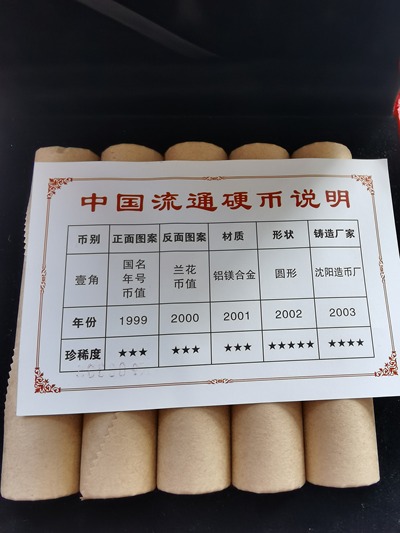 中国流通硬币说明
币别 正面图案 反面图案 材质 形状 铸造厂家
壹角 国名 年号 币值 兰花 币值 铝镁合金 圆形 沈阳造币厂
年份 1999 2000 2001 2002 2003
珍稀度 ★★★ ★★★ ★★★ ★★★★★ ★★★★